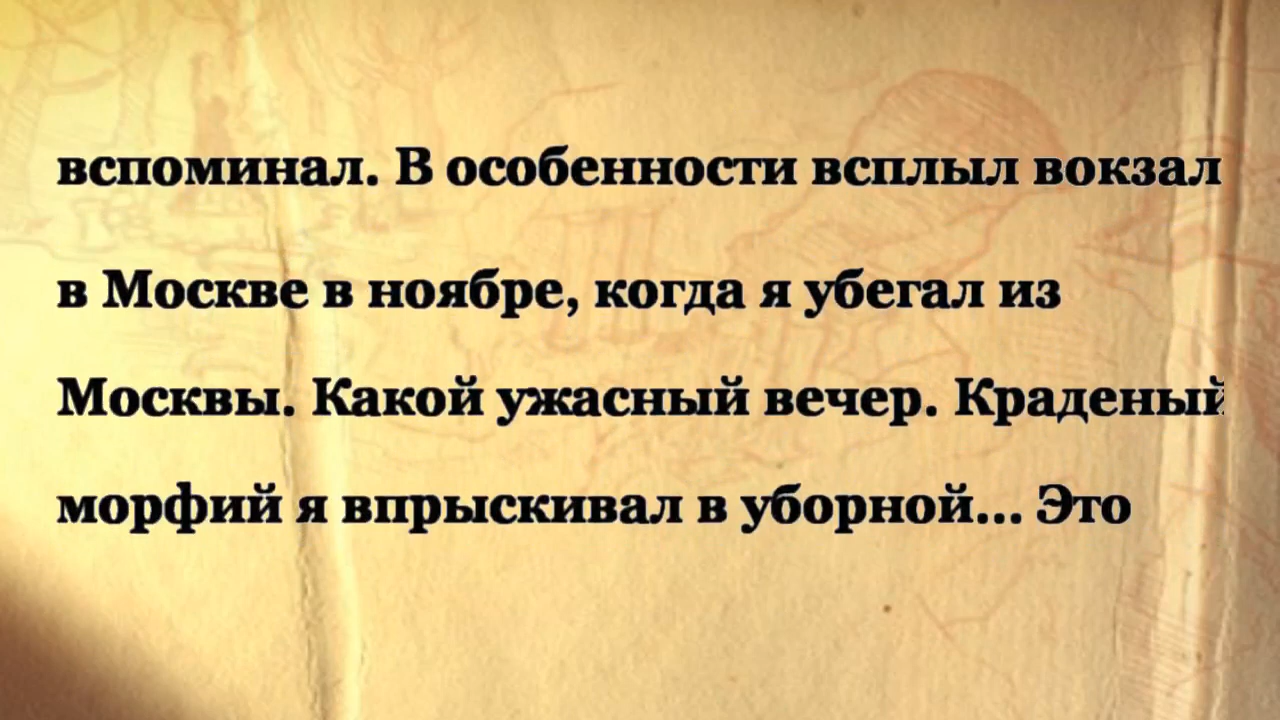 вспоминал. В особенности всплыл вокзал
в Москве в ноябре, когда я убегал из
Москвы. Какой ужасный вечер. Краденый
морфий я впрыскивал в уборной... Это